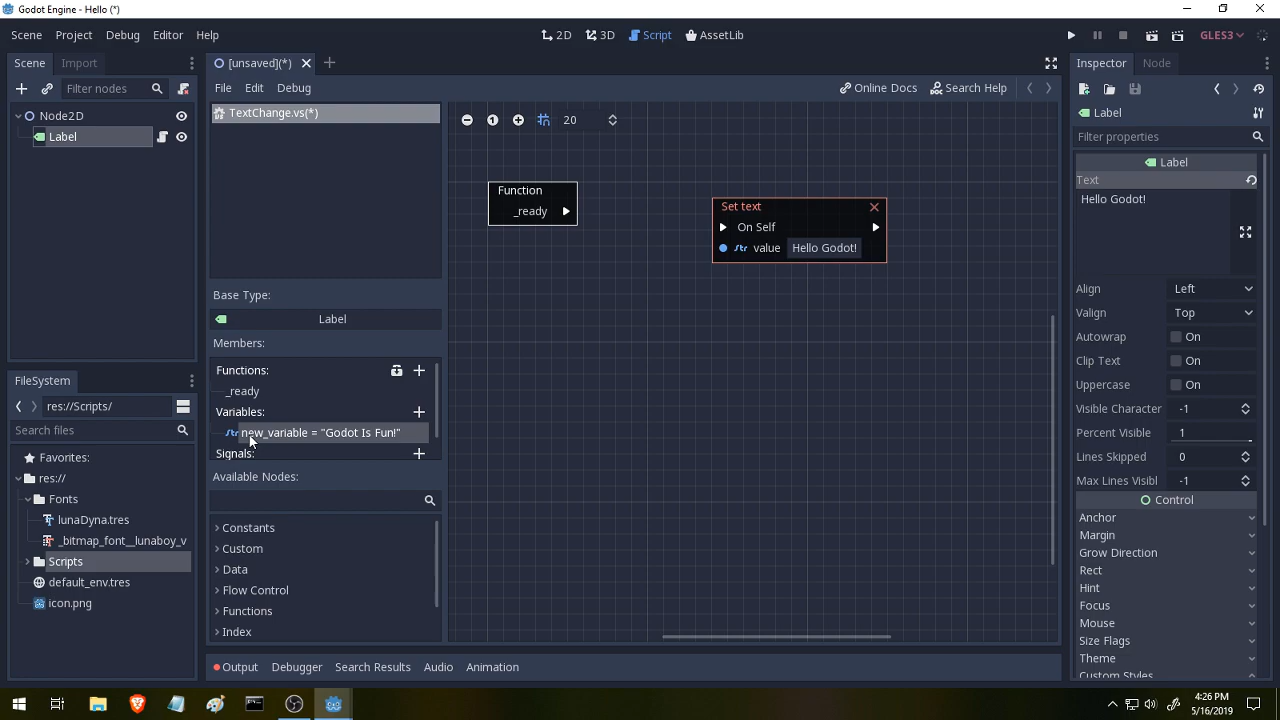 Godot Engine - Hello (*)
Scene Project Debug Editor Help
2D 3D Script AssetLib
GLES3
Scene Import
[unsaved](*)
Inspector Node
Filter nodes
File Edit Debug
Online Docs Search Help
Node2D
Label
TextChange.vs(*)
1 20
Label
Filter properties
Label
Text
Hello Godot!
Function
_ready
Set text
On Self
Str value Hello Godot!
Align Left
Valign Top
Autowrap On
Clip Text On
Uppercase On
Visible Character -1
Percent Visible 1
Lines Skipped 0
Max Lines Visibl -1
Control
Anchor
Margin
Grow Direction
Rect
Hint
Focus
Mouse
Size Flags
Theme
Custom Styles
Base Type:
Label
Members:
Functions:
_ready
Variables:
Str new_variable = "Godot Is Fun!"
Signals:
Available Nodes:
Constants
Custom
Data
Flow Control
Functions
Index
FileSystem
res://Scripts/
Search files
Favorites:
res://
Fonts
lunaDyna.tres
_bitmap_font__lunaboy_v
Scripts
default_env.tres
icon.png
Output Debugger Search Results Audio Animation
4:26 PM
5/16/2019